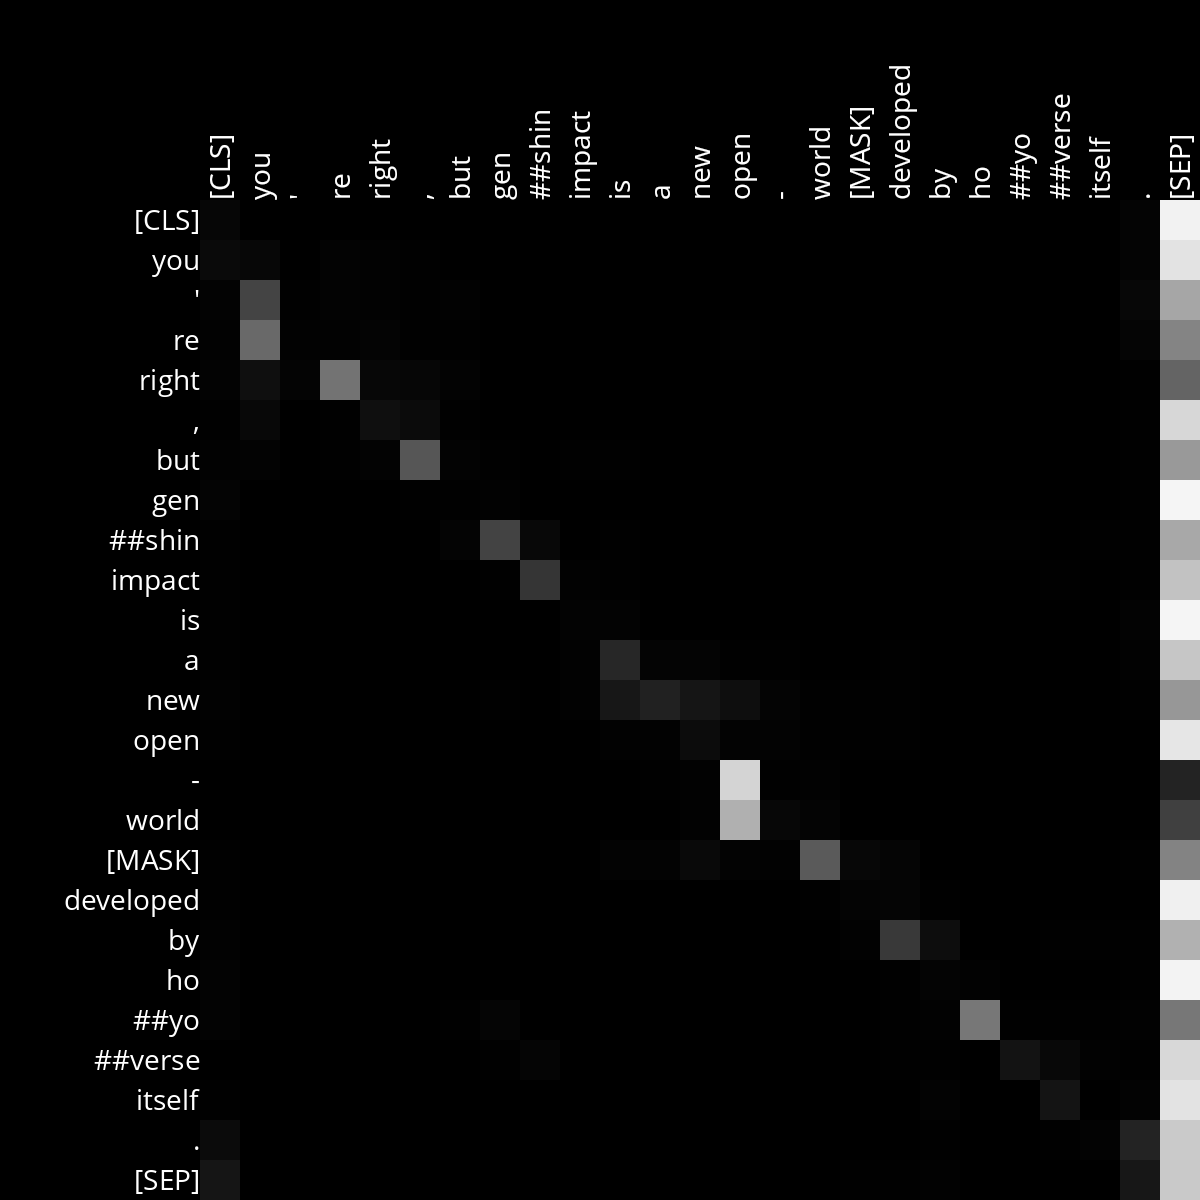 [CLS] you ' re right , but gen ##shin impact is a new open - world [MASK] developed by ho ##yo ##verse itself . [SEP]
[CLS]
you
'
re
right
,
but
gen
##shin
impact
is
a
new
open
-
world
[MASK]
developed
by
ho
##yo
##verse
itself
.
[SEP]